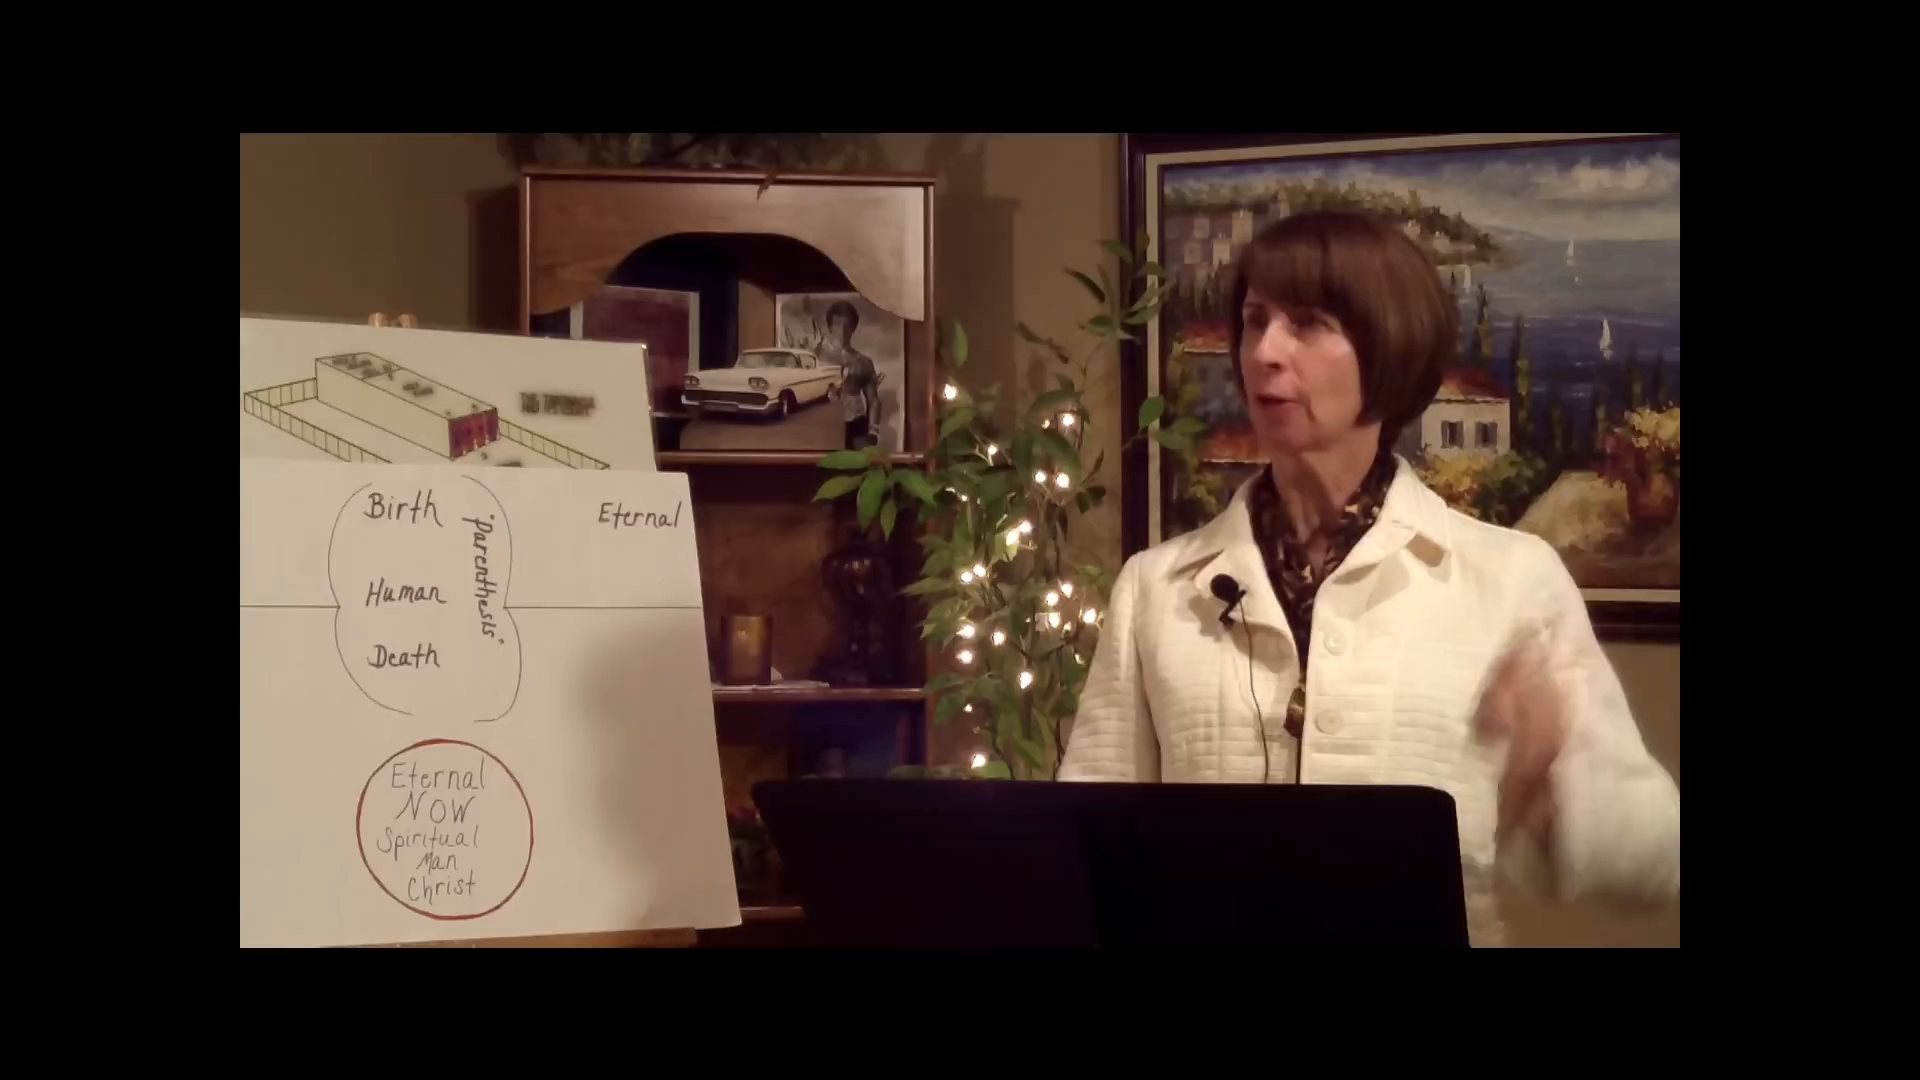 Birth
"Parenthesis"
Eternal
Human
Death
Eternal
NOW
Spiritual
Man
Christ